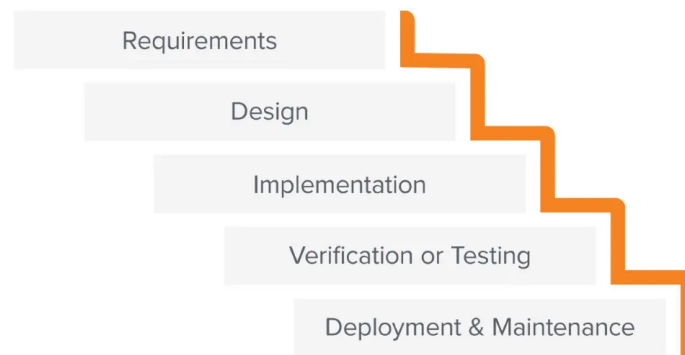 Requirements
Design
Implementation
Verification or Testing
Deployment & Maintenance